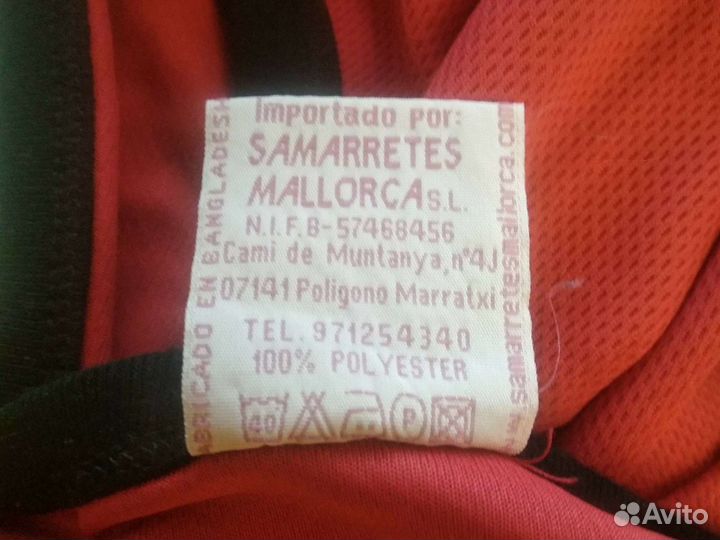 Importado por:
SAMARRETES
MALLORCA S.L.
N.I.F. B-57468456
Cami de Muntanya, nº4J
07141 Poligono Marratxi
TEL. 971254340
100% POLYESTER
40
P
FABRICADO EN BANGLADESH
samarretesmallorca.com
Avito